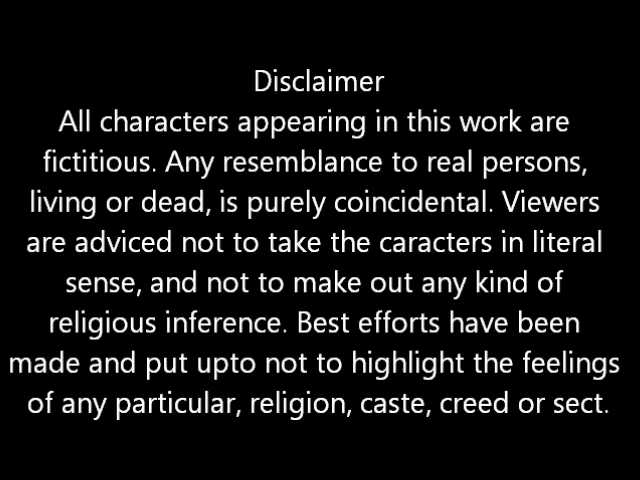 Disclaimer
All characters appearing in this work are
fictitious. Any resemblance to real persons,
living or dead, is purely coincidental. Viewers
are adviced not to take the caracters in literal
sense, and not to make out any kind of
religious inference. Best efforts have been
made and put upto not to highlight the feelings
of any particular, religion, caste, creed or sect.